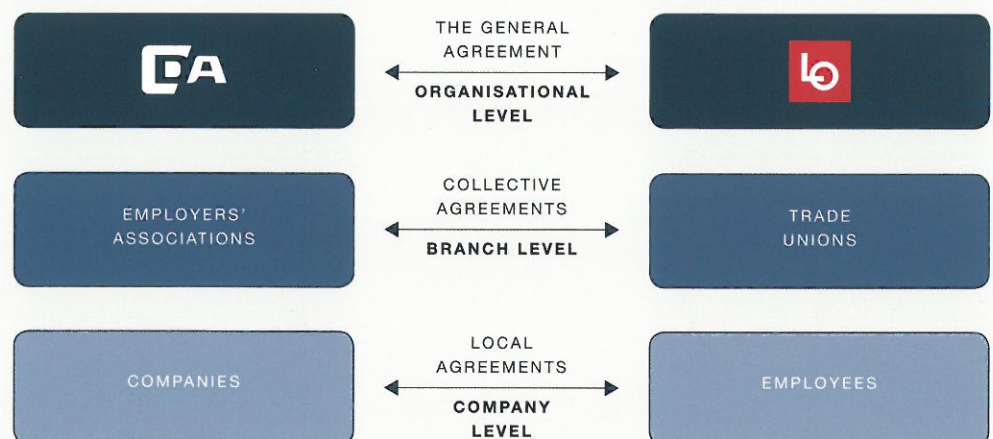 DA
THE GENERAL
AGREEMENT
ORGANISATIONAL
LEVEL
LO
EMPLOYERS'
ASSOCIATIONS
COLLECTIVE
AGREEMENTS
BRANCH LEVEL
TRADE
UNIONS
COMPANIES
LOCAL
AGREEMENTS
COMPANY
LEVEL
EMPLOYEES